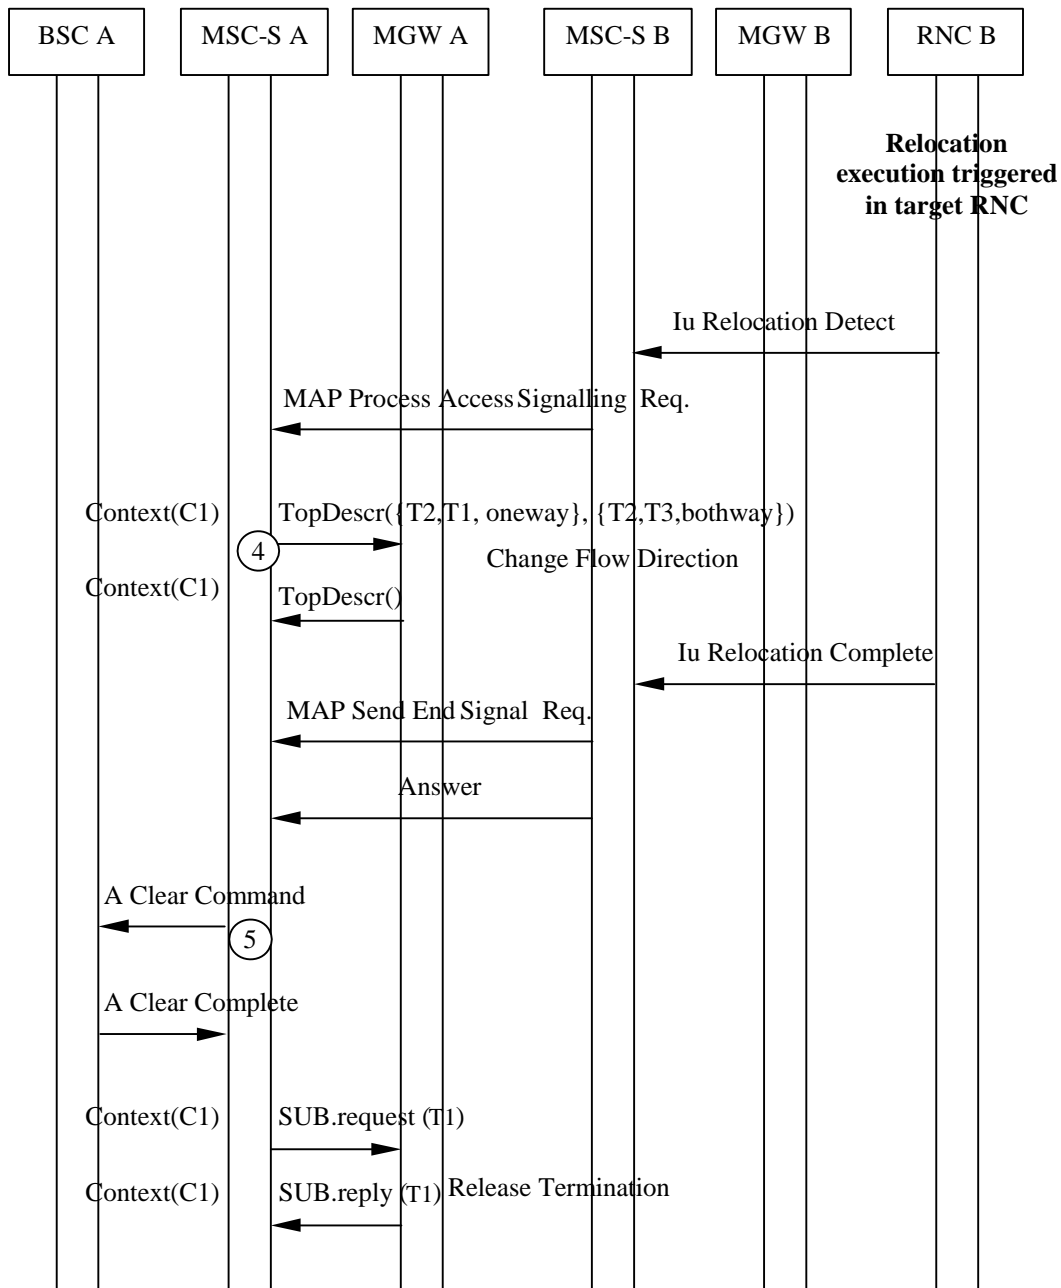 BSC A MSC-S A MGW A MSC-S B MGW B RNC B
Relocation
execution triggered
in target RNC
Iu Relocation Detect
MAP Process Access Signalling Req.
Context(C1) TopDescr({T2,T1, oneway}, {T2,T3,bothway})
4
Change Flow Direction
Context(C1) TopDescr()
Iu Relocation Complete
MAP Send End Signal Req.
Answer
A Clear Command
5
A Clear Complete
Context(C1) SUB.request (T1)
Context(C1) SUB.reply (T1) Release Termination